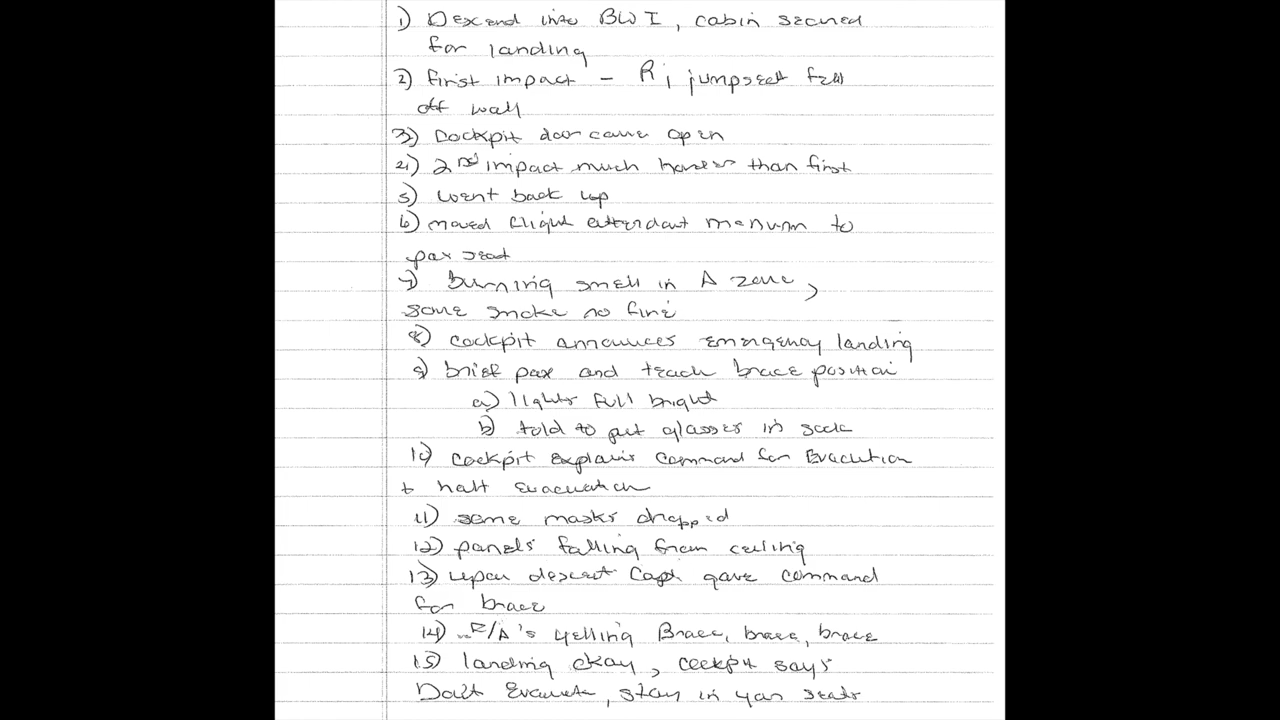 1) Descend into BWI, cabin secured
for landing
2) first impact - R1 jumpseat fell
off wall
3) Cockpit door came open
4) 2nd impact much harder than first
5) went back up
6) moved flight attendant to
pax seat
7) Burning smell in A zone,
some smoke no fire
8) cockpit announces emergency landing
9) brief pax and teach brace position
a) lights full bright
b) told to put glasses in sock
10) cockpit explains command for Evacution
+ halt evacuation
11) some masks dropped
12) panels falling from ceiling
13) upon descent Capt gave command
for brace
14) F/A's yelling Brace, brace, brace
15) landing okay, cockpit says
Don't Evacuate, stay in your seats